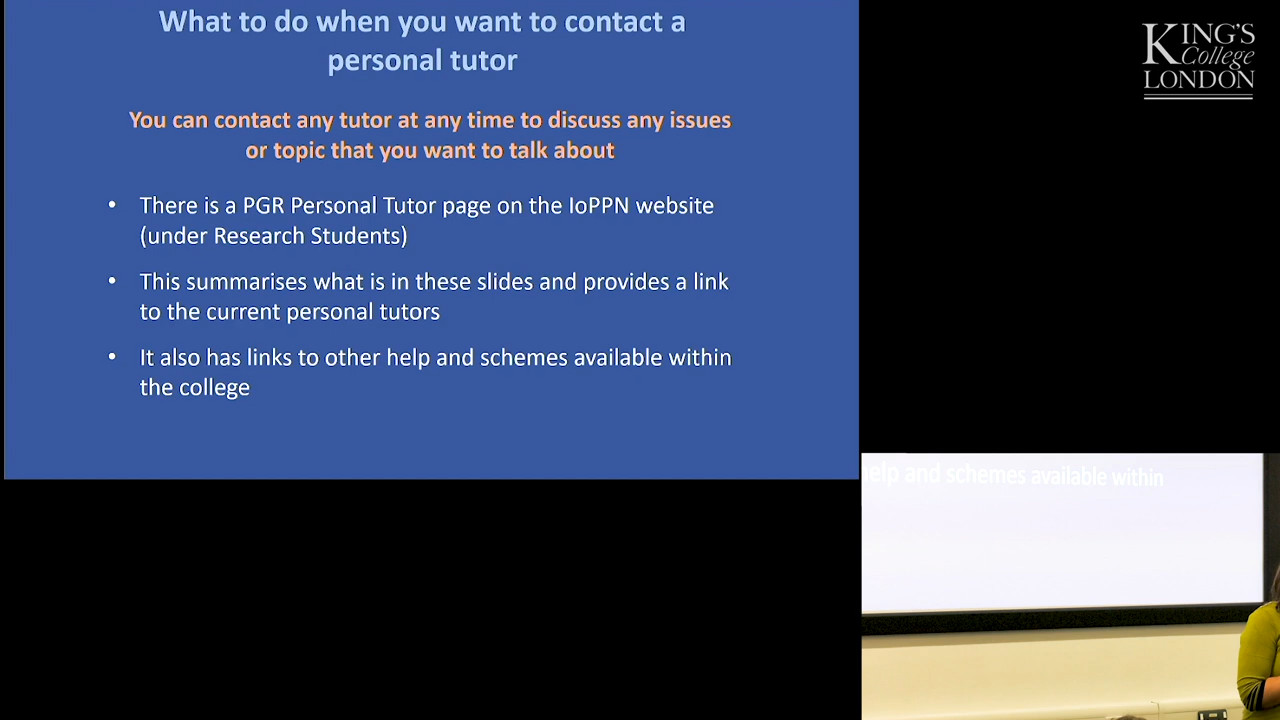 What to do when you want to contact a
personal tutor
You can contact any tutor at any time to discuss any issues
or topic that you want to talk about
• There is a PGR Personal Tutor page on the IoPPN website
(under Research Students)
• This summarises what is in these slides and provides a link
to the current personal tutors
• It also has links to other help and schemes available within
the college
KING'S
College
LONDON
help and schemes available within